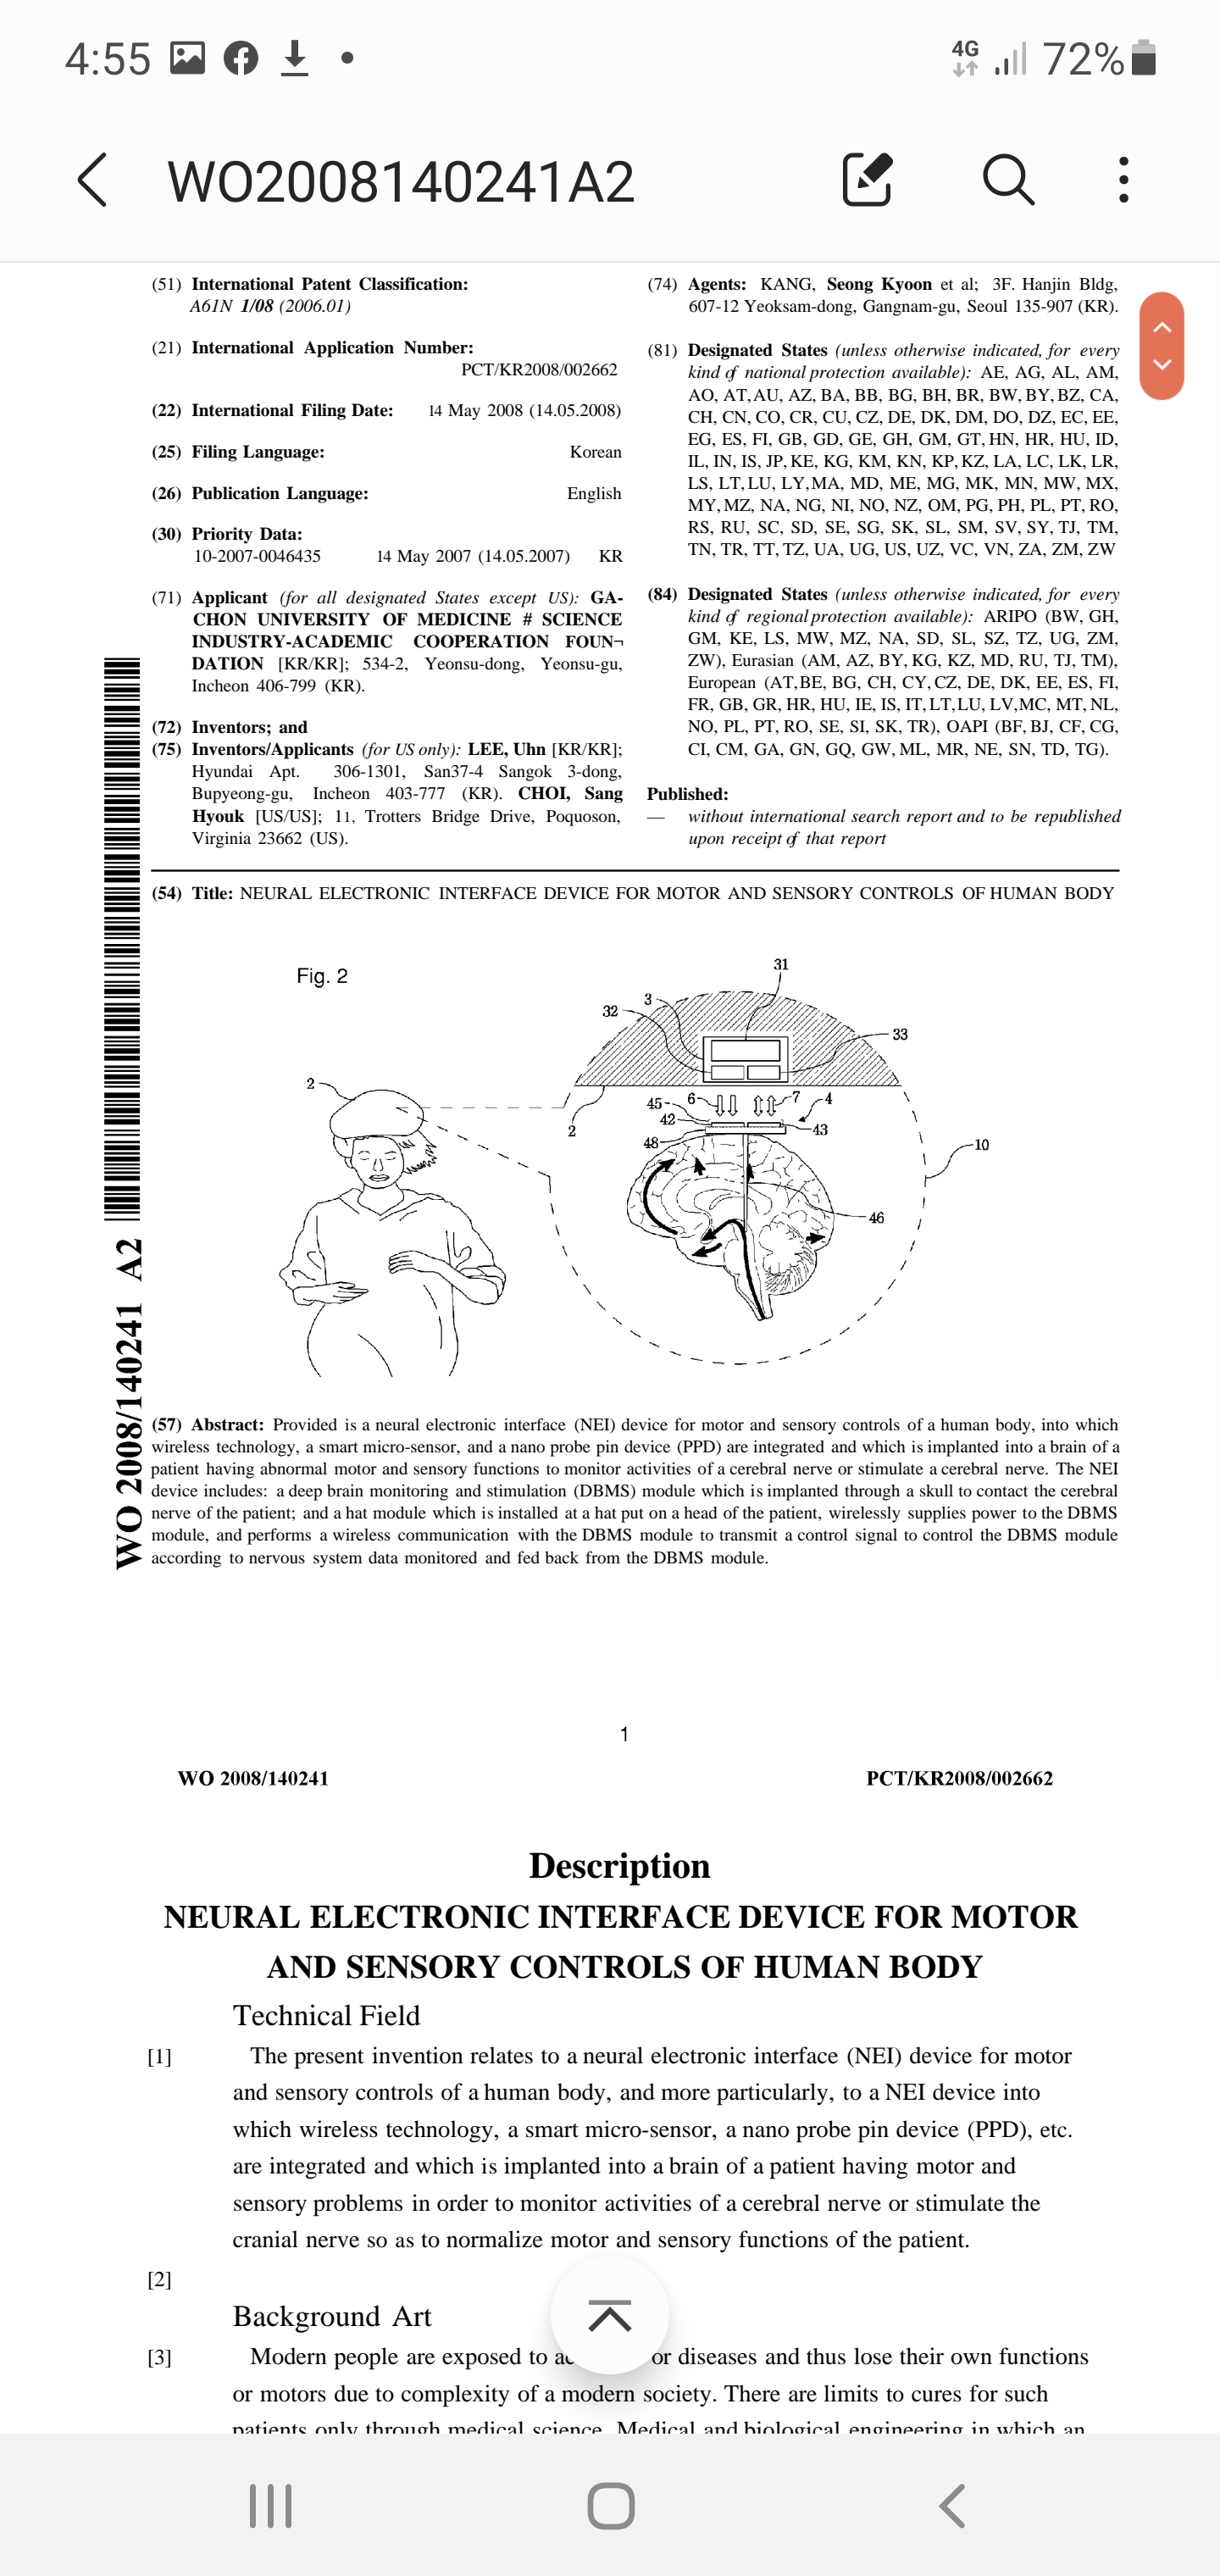 4:55
4G 72%
WO2008140241A2
(51) International Patent Classification:
A61N 1/08 (2006.01)
(21) International Application Number:
PCT/KR2008/002662
(22) International Filing Date: 14 May 2008 (14.05.2008)
(25) Filing Language: Korean
(26) Publication Language: English
(30) Priority Data:
10-2007-0046435 14 May 2007 (14.05.2007) KR
(71) Applicant (for all designated States except US): GA-
CHON UNIVERSITY OF MEDICINE # SCIENCE
INDUSTRY-ACADEMIC COOPERATION FOUN¬
DATION [KR/KR]; 534-2, Yeonsu-dong, Yeonsu-gu,
Incheon 406-799 (KR).
(72) Inventors; and
(75) Inventors/Applicants (for US only): LEE, Uhn [KR/KR];
Hyundai Apt. 306-1301, San37-4 Sangok 3-dong,
Bupyeong-gu, Incheon 403-777 (KR). CHOI, Sang
Hyouk [US/US]; 11, Trotters Bridge Drive, Poquoson,
Virginia 23662 (US).
(74) Agents: KANG, Seong Kyoon et al; 3F. Hanjin Bldg,
607-12 Yeoksam-dong, Gangnam-gu, Seoul 135-907 (KR).
(81) Designated States (unless otherwise indicated, for every
kind of national protection available): AE, AG, AL, AM,
AO, AT, AU, AZ, BA, BB, BG, BH, BR, BW, BY, BZ, CA,
CH, CN, CO, CR, CU, CZ, DE, DK, DM, DO, DZ, EC, EE,
EG, ES, FI, GB, GD, GE, GH, GM, GT, HN, HR, HU, ID,
IL, IN, IS, JP, KE, KG, KM, KN, KP, KZ, LA, LC, LK, LR,
LS, LT, LU, LY, MA, MD, ME, MG, MK, MN, MW, MX,
MY, MZ, NA, NG, NI, NO, NZ, OM, PG, PH, PL, PT, RO,
RS, RU, SC, SD, SE, SG, SK, SL, SM, SV, SY, TJ, TM,
TN, TR, TT, TZ, UA, UG, US, UZ, VC, VN, ZA, ZM, ZW
(84) Designated States (unless otherwise indicated, for every
kind of regional protection available): ARIPO (BW, GH,
GM, KE, LS, MW, MZ, NA, SD, SL, SZ, TZ, UG, ZM,
ZW), Eurasian (AM, AZ, BY, KG, KZ, MD, RU, TJ, TM),
European (AT, BE, BG, CH, CY, CZ, DE, DK, EE, ES, FI,
FR, GB, GR, HR, HU, IE, IS, IT, LT, LU, LV, MC, MT, NL,
NO, PL, PT, RO, SE, SI, SK, TR), OAPI (BF, BJ, CF, CG,
CI, CM, GA, GN, GQ, GW, ML, MR, NE, SN, TD, TG).
Published:
— without international search report and to be republished
upon receipt of that report
(54) Title: NEURAL ELECTRONIC INTERFACE DEVICE FOR MOTOR AND SENSORY CONTROLS OF HUMAN BODY
Fig. 2
31
3
32
33
2
45
6
7
4
42
43
2
48
10
46
WO 2008/140241 A2
(57) Abstract: Provided is a neural electronic interface (NEI) device for motor and sensory controls of a human body, into which
wireless technology, a smart micro-sensor, and a nano probe pin device (PPD) are integrated and which is implanted into a brain of a
patient having abnormal motor and sensory functions to monitor activities of a cerebral nerve or stimulate a cerebral nerve. The NEI
device includes: a deep brain monitoring and stimulation (DBMS) module which is implanted through a skull to contact the cerebral
nerve of the patient; and a hat module which is installed at a hat put on a head of the patient, wirelessly supplies power to the DBMS
module, and performs a wireless communication with the DBMS module to transmit a control signal to control the DBMS module
according to nervous system data monitored and fed back from the DBMS module.
1
WO 2008/140241 PCT/KR2008/002662
Description
NEURAL ELECTRONIC INTERFACE DEVICE FOR MOTOR
AND SENSORY CONTROLS OF HUMAN BODY
Technical Field
[1] The present invention relates to a neural electronic interface (NEI) device for motor
and sensory controls of a human body, and more particularly, to a NEI device into
which wireless technology, a smart micro-sensor, a nano probe pin device (PPD), etc.
are integrated and which is implanted into a brain of a patient having motor and
sensory problems in order to monitor activities of a cerebral nerve or stimulate the
cranial nerve so as to normalize motor and sensory functions of the patient.
[2]
Background Art
[3] Modern people are exposed to or diseases and thus lose their own functions
or motors due to complexity of a modern society. There are limits to cures for such
patients only through medical science. Medical and biological engineering in which an